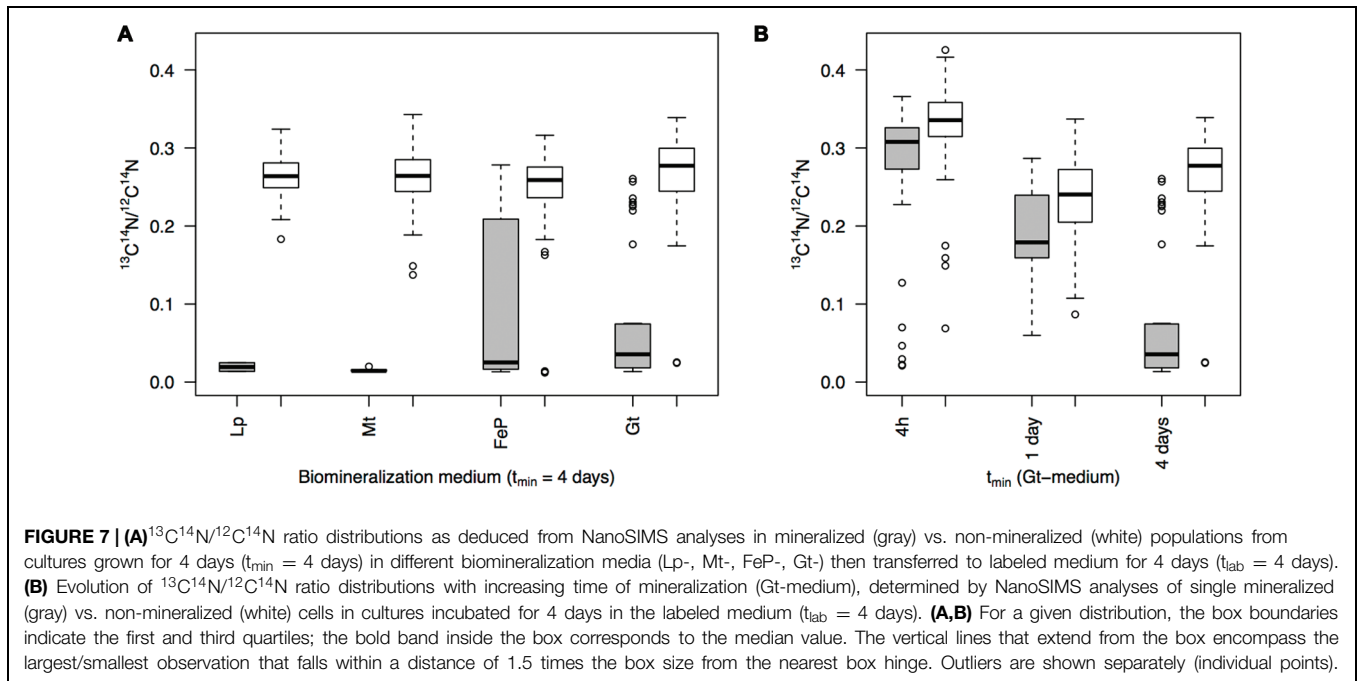 A
B
0.4
0.3
0.2
0.1
0.0
¹³C¹⁴N/¹²C¹⁴N
Lp
Mt
FeP
Gt
Biomineralization medium (tmin = 4 days)
0.4
0.3
0.2
0.1
0.0
¹³C¹⁴N/¹²C¹⁴N
4h
1 day
4 days
tmin (Gt−medium)
FIGURE 7 | (A)¹³C¹⁴N/¹²C¹⁴N ratio distributions as deduced from NanoSIMS analyses in mineralized (gray) vs. non-mineralized (white) populations from
cultures grown for 4 days (tmin = 4 days) in different biomineralization media (Lp-, Mt-, FeP-, Gt-) then transferred to labeled medium for 4 days (tlab = 4 days).
(B) Evolution of ¹³C¹⁴N/¹²C¹⁴N ratio distributions with increasing time of mineralization (Gt-medium), determined by NanoSIMS analyses of single mineralized
(gray) vs. non-mineralized (white) cells in cultures incubated for 4 days in the labeled medium (tlab = 4 days). (A,B) For a given distribution, the box boundaries
indicate the first and third quartiles; the bold band inside the box corresponds to the median value. The vertical lines that extend from the box encompass the
largest/smallest observation that falls within a distance of 1.5 times the box size from the nearest box hinge. Outliers are shown separately (individual points).